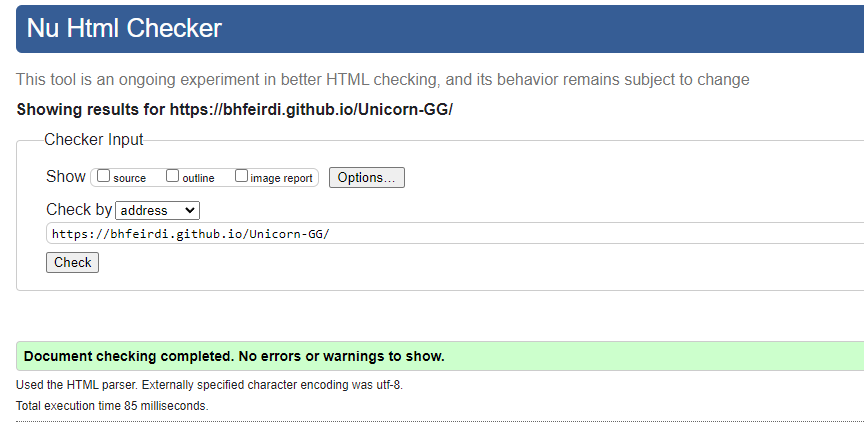 Nu Html Checker
This tool is an ongoing experiment in better HTML checking, and its behavior remains subject to change
Showing results for https://bhfeirdi.github.io/Unicorn-GG/
Checker Input
Show source outline image report Options...
Check by address
https://bhfeirdi.github.io/Unicorn-GG/
Check
Document checking completed. No errors or warnings to show.
Used the HTML parser. Externally specified character encoding was utf-8.
Total execution time 85 milliseconds.